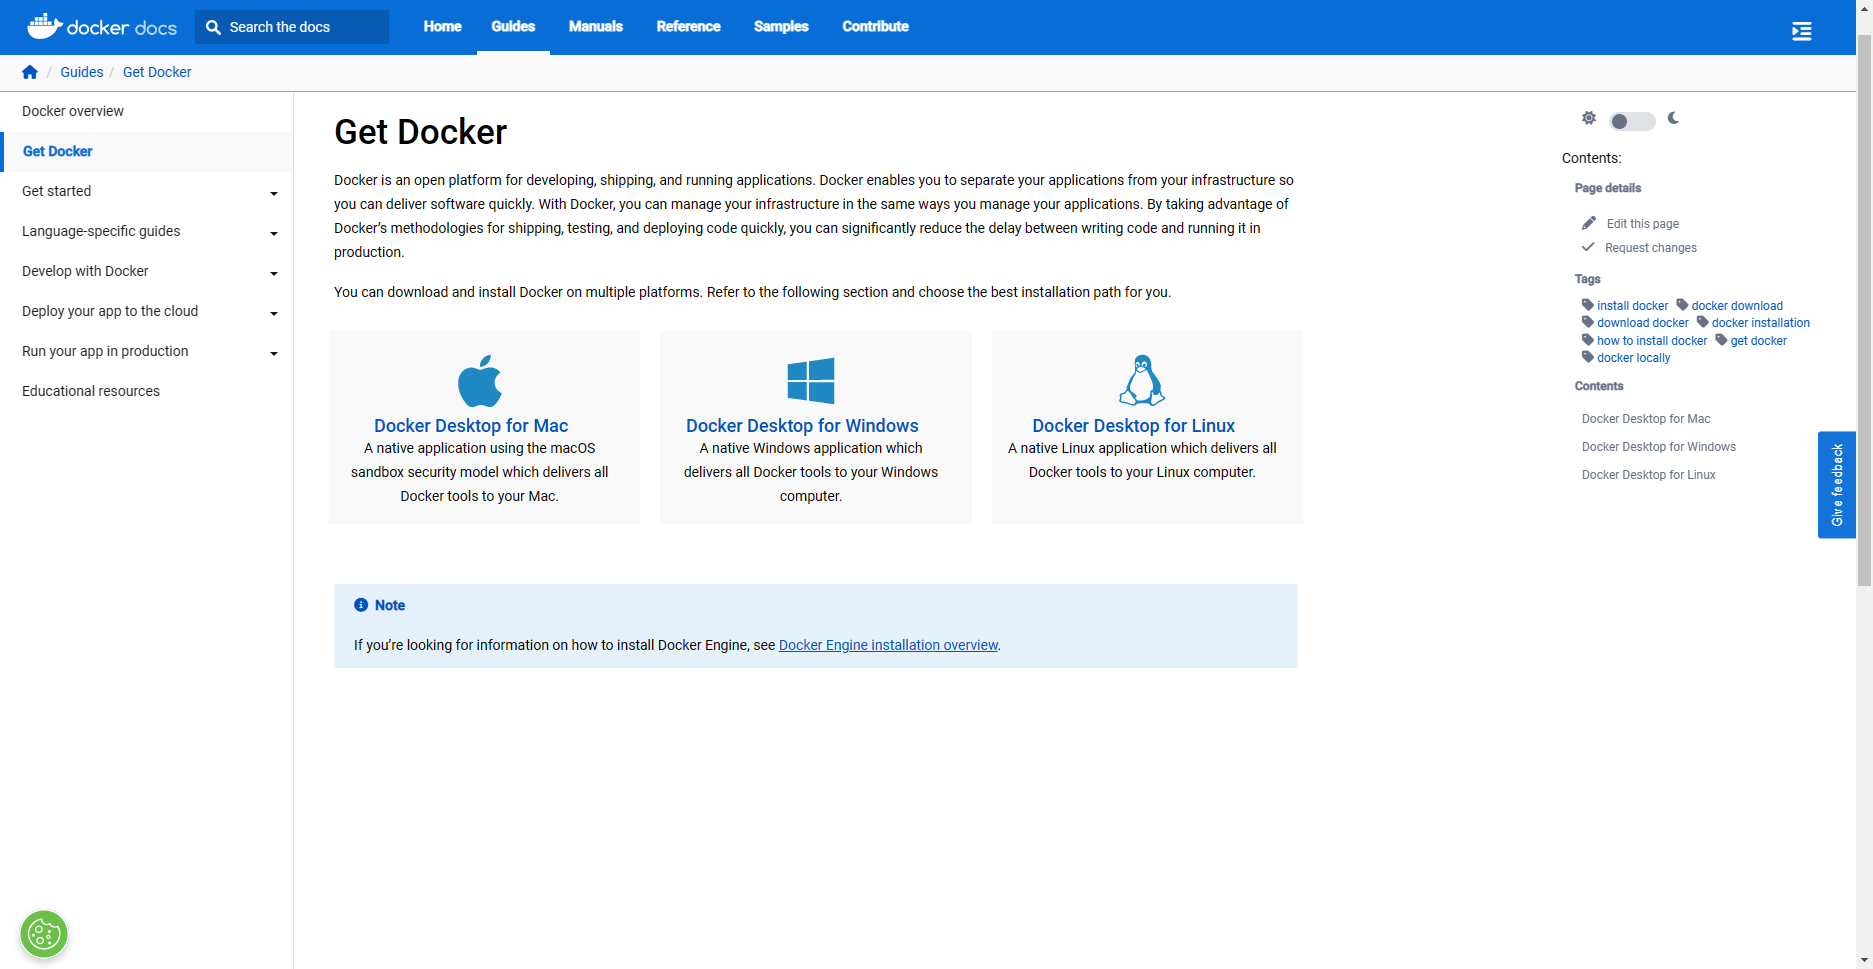 docker docs
Search the docs
Home
Guides
Manuals
Reference
Samples
Contribute
/ Guides / Get Docker
Docker overview
Get Docker
Get started
Language-specific guides
Develop with Docker
Deploy your app to the cloud
Run your app in production
Educational resources
Get Docker
Docker is an open platform for developing, shipping, and running applications. Docker enables you to separate your applications from your infrastructure so
you can deliver software quickly. With Docker, you can manage your infrastructure in the same ways you manage your applications. By taking advantage of
Docker’s methodologies for shipping, testing, and deploying code quickly, you can significantly reduce the delay between writing code and running it in
production.
You can download and install Docker on multiple platforms. Refer to the following section and choose the best installation path for you.
Docker Desktop for Mac
A native application using the macOS
sandbox security model which delivers all
Docker tools to your Mac.
Docker Desktop for Windows
A native Windows application which
delivers all Docker tools to your Windows
computer.
Docker Desktop for Linux
A native Linux application which delivers all
Docker tools to your Linux computer.
Note
If you’re looking for information on how to install Docker Engine, see Docker Engine installation overview.
Contents:
Page details
Edit this page
Request changes
Tags
install docker docker download
download docker docker installation
how to install docker get docker
docker locally
Contents
Docker Desktop for Mac
Docker Desktop for Windows
Docker Desktop for Linux
Give feedback